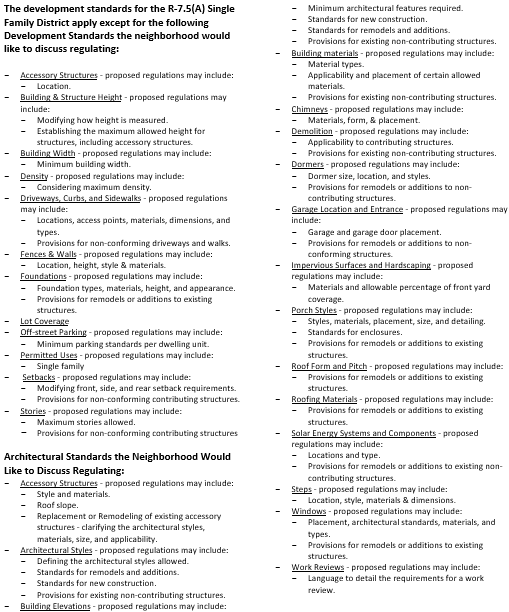 The development standards for the R-7.5(A) Single
Family District apply except for the following
Development Standards the neighborhood would
like to discuss regulating:
– Accessory Structures - proposed regulations may include:
– Location.
– Building & Structure Height - proposed regulations may
include:
– Modifying how height is measured.
– Establishing the maximum allowed height for
structures, including accessory structures.
– Building Width - proposed regulations may include:
– Minimum building width.
– Density - proposed regulations may include:
– Considering maximum density.
– Driveways, Curbs, and Sidewalks - proposed regulations
may include:
– Locations, access points, materials, dimensions, and
types.
– Provisions for non-conforming driveways and walks.
– Fences & Walls - proposed regulations may include:
– Location, height, style & materials.
– Foundations - proposed regulations may include:
– Foundation types, materials, height, and appearance.
– Provisions for remodels or additions to existing
structures.
– Lot Coverage
– Off-street Parking - proposed regulations may include:
– Minimum parking standards per dwelling unit.
– Permitted Uses - proposed regulations may include:
– Single family
– Setbacks - proposed regulations may include:
– Modifying front, side, and rear setback requirements.
– Provisions for non-conforming contributing structures.
– Stories - proposed regulations may include:
– Maximum stories allowed.
– Provisions for non-conforming contributing structures
Architectural Standards the Neighborhood Would
Like to Discuss Regulating:
– Accessory Structures - proposed regulations may include:
– Style and materials.
– Roof slope.
– Replacement or Remodeling of existing accessory
structures - clarifying the architectural styles,
materials, size, and applicability.
– Architectural Styles - proposed regulations may include:
– Defining the architectural styles allowed.
– Standards for remodels and additions.
– Standards for new construction.
– Provisions for existing non-contributing structures.
– Building Elevations - proposed regulations may include:
– Minimum architectural features required.
– Standards for new construction.
– Standards for remodels and additions.
– Provisions for existing non-contributing structures.
– Building materials - proposed regulations may include:
– Material types.
– Applicability and placement of certain allowed
materials.
– Provisions for existing non-contributing structures.
– Chimneys - proposed regulations may include:
– Materials, form, & placement.
– Demolition - proposed regulations may include:
– Applicability to contributing structures.
– Provisions for existing non-contributing structures.
– Dormers - proposed regulations may include:
– Dormer size, location, and styles.
– Provisions for remodels or additions to non-
contributing structures.
– Garage Location and Entrance - proposed regulations may
include:
– Garage and garage door placement.
– Provisions for remodels or additions to non-
conforming structures.
– Impervious Surfaces and Hardscaping - proposed
regulations may include:
– Materials and allowable percentage of front yard
coverage.
– Porch Styles - proposed regulations may include:
– Styles, materials, placement, size, and detailing.
– Standards for enclosures.
– Provisions for remodels or additions to existing
structures.
– Roof Form and Pitch - proposed regulations may include:
– Provisions for remodels or additions to existing
structures.
– Roofing Materials - proposed regulations may include:
– Provisions for remodels or additions to existing
structures.
– Solar Energy Systems and Components - proposed
regulations may include:
– Locations and type.
– Provisions for remodels or additions to existing non-
contributing structures.
– Steps - proposed regulations may include:
– Location, style, materials & dimensions.
– Windows - proposed regulations may include:
– Placement, architectural standards, materials, and
types.
– Provisions for remodels or additions to existing
structures.
– Work Reviews - proposed regulations may include:
– Language to detail the requirements for a work
review.